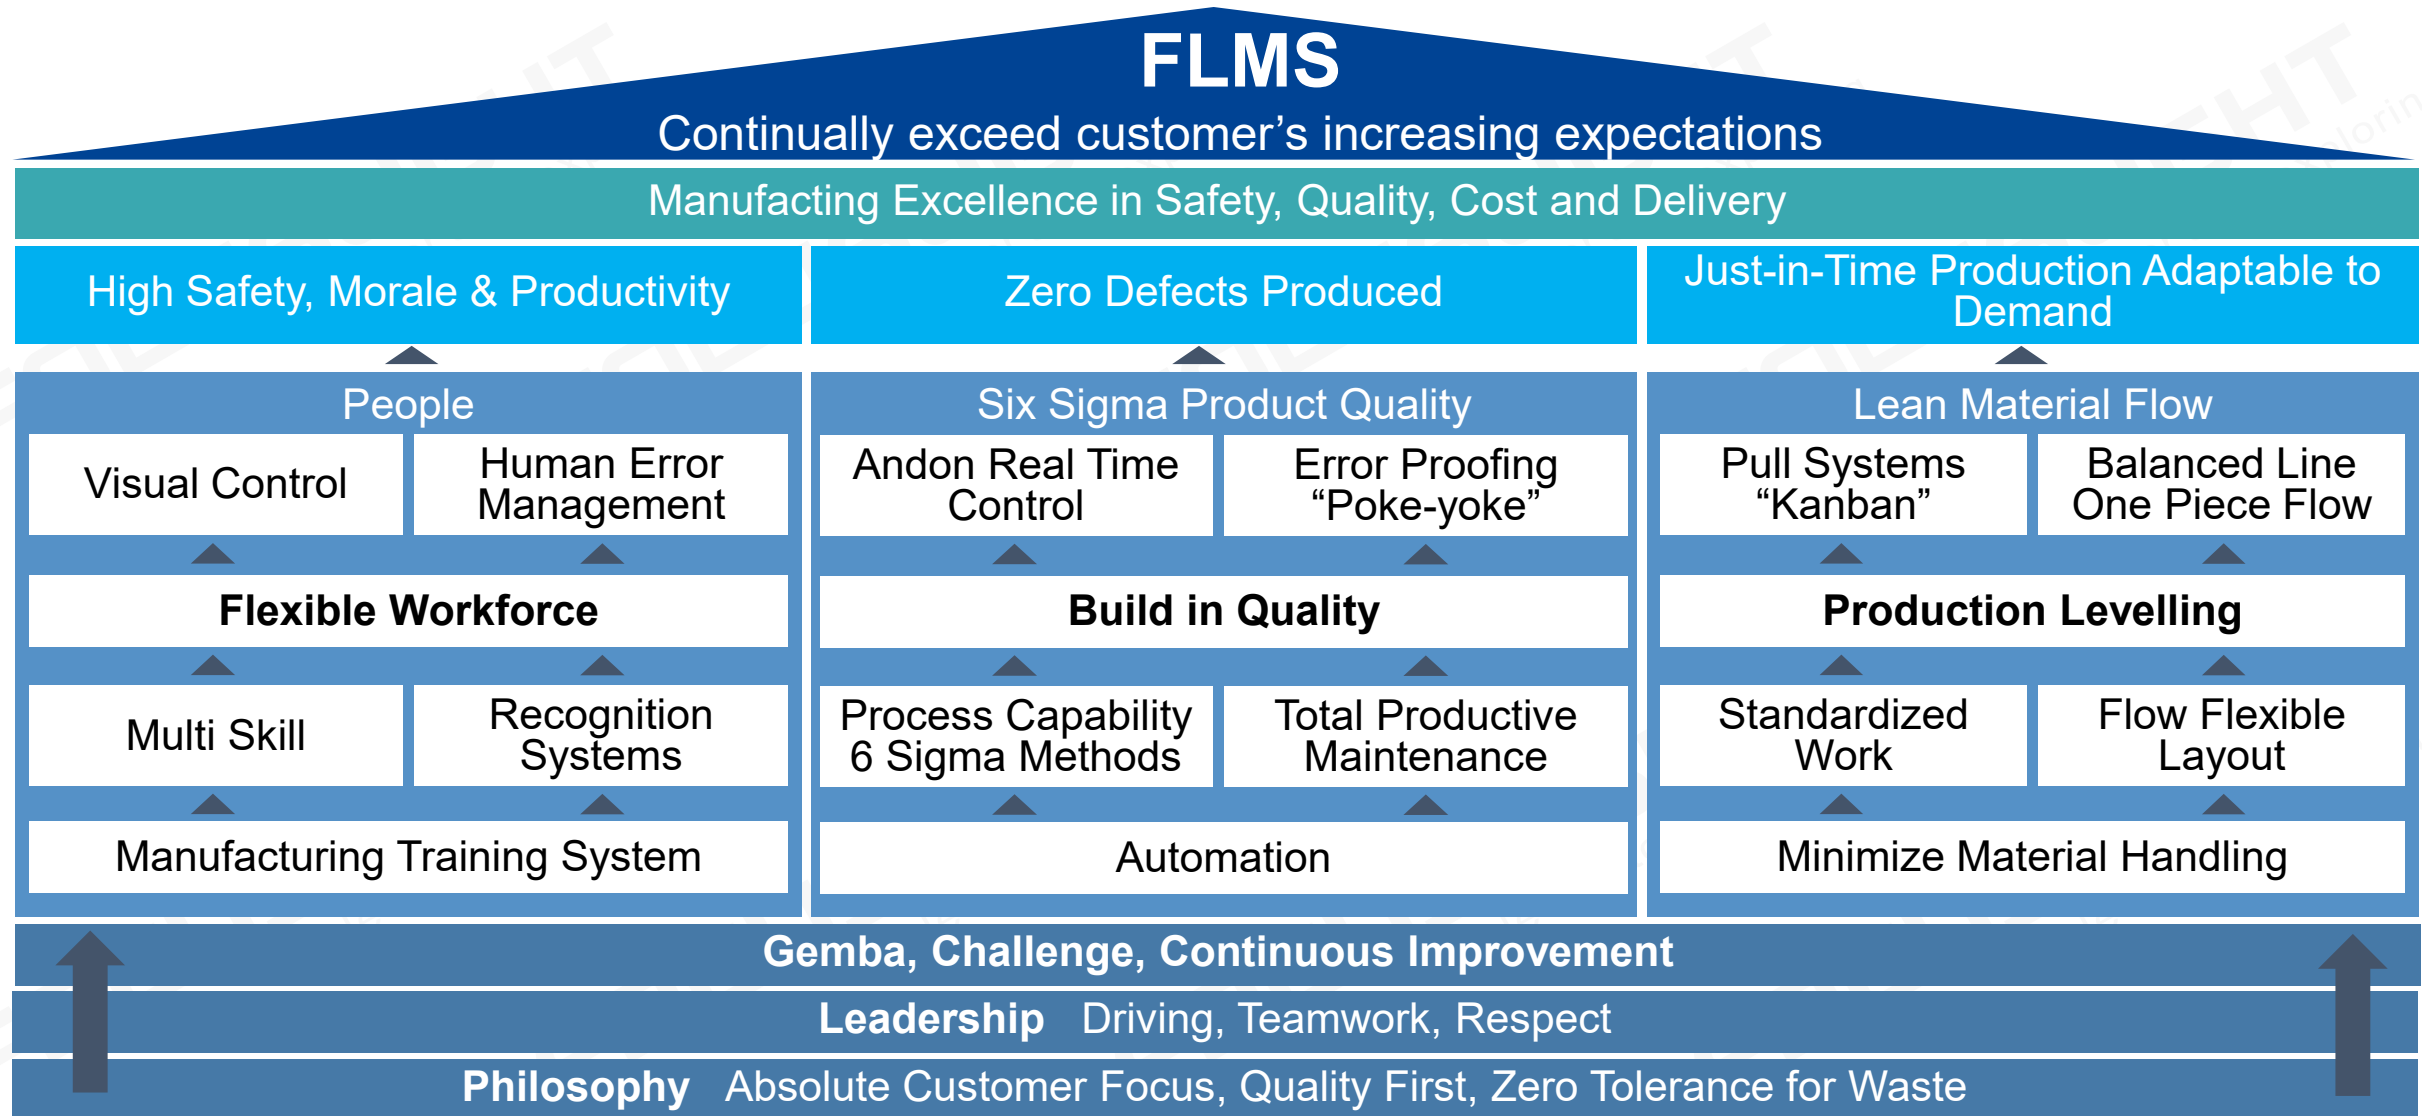 FLMS
Continually exceed customer’s increasing expectations
Manufacting Excellence in Safety, Quality, Cost and Delivery
High Safety, Morale & Productivity
Zero Defects Produced
Just-in-Time Production Adaptable to
Demand
People
Visual Control
Human Error
Management
Flexible Workforce
Multi Skill
Recognition
Systems
Manufacturing Training System
Six Sigma Product Quality
Andon Real Time
Control
Error Proofing
“Poke-yoke”
Build in Quality
Process Capability
6 Sigma Methods
Total Productive
Maintenance
Automation
Lean Material Flow
Pull Systems
“Kanban”
Balanced Line
One Piece Flow
Production Levelling
Standardized
Work
Flow Flexible
Layout
Minimize Material Handling
Gemba, Challenge, Continuous Improvement
Leadership Driving, Teamwork, Respect
Philosophy Absolute Customer Focus, Quality First, Zero Tolerance for Waste